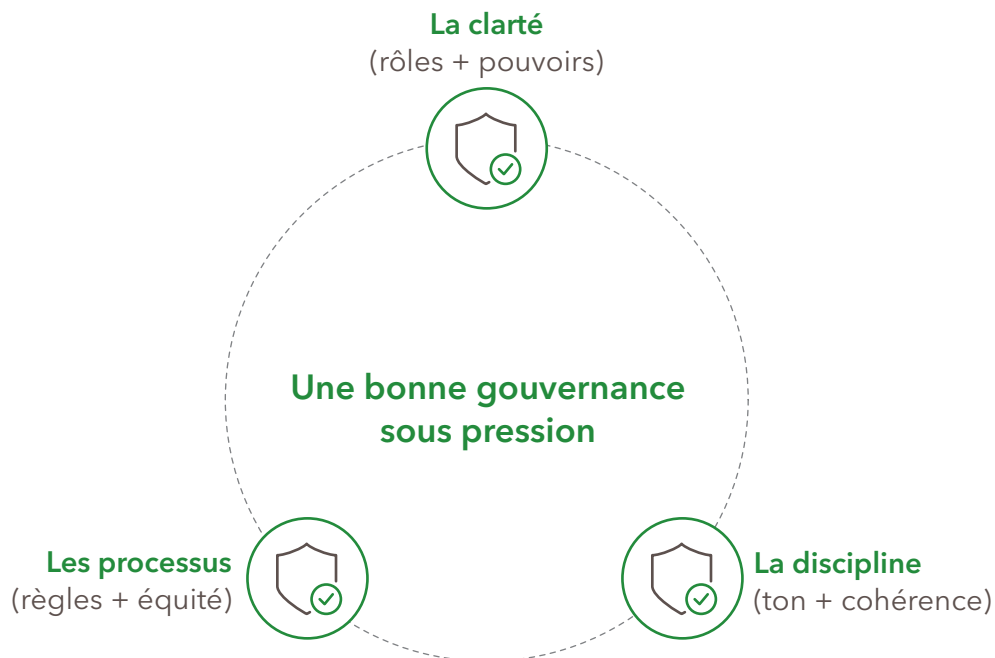 La clarté
(rôles + pouvoirs)
Une bonne gouvernance
sous pression
Les processus
(règles + équité)
La discipline
(ton + cohérence)